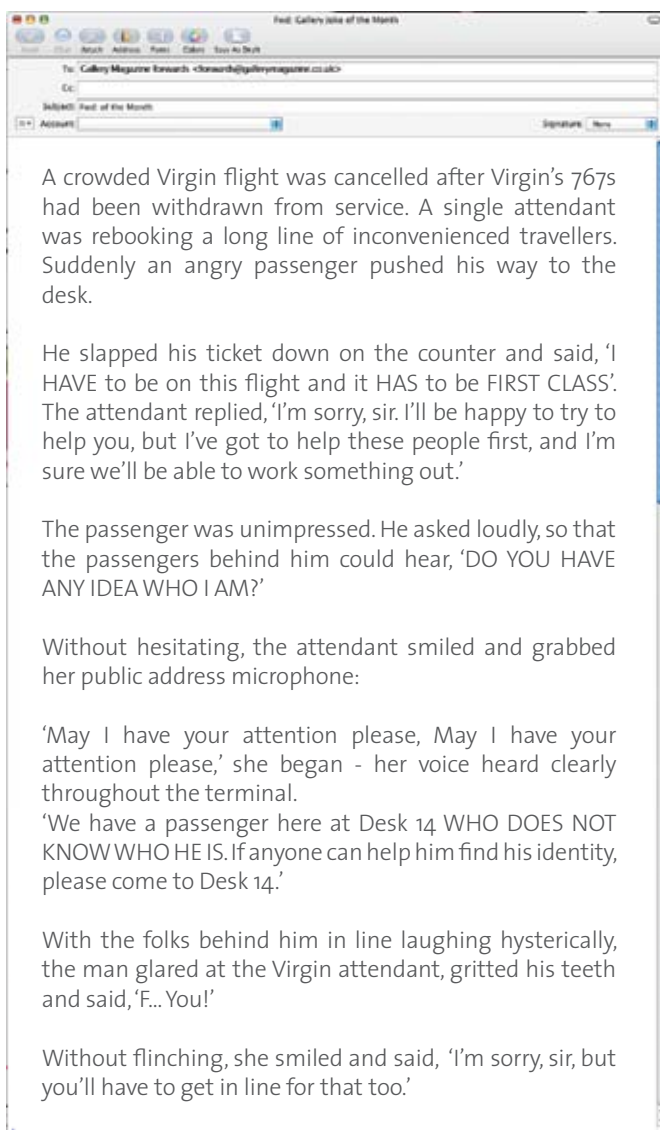 Fwd: Gallery Joke of the Month
Attach Address Fonts Colors Save As Draft
To: Gallery Magazine forwards <forwards@gallerymagazine.co.uk>
Cc:
Subject: Fwd: of the Month
Account: Signature: None
A crowded Virgin flight was cancelled after Virgin’s 767s
had been withdrawn from service. A single attendant
was rebooking a long line of inconvenienced travellers.
Suddenly an angry passenger pushed his way to the
desk.
He slapped his ticket down on the counter and said, ‘I
HAVE to be on this flight and it HAS to be FIRST CLASS’.
The attendant replied, ‘I’m sorry, sir. I’ll be happy to try to
help you, but I’ve got to help these people first, and I’m
sure we’ll be able to work something out.’
The passenger was unimpressed. He asked loudly, so that
the passengers behind him could hear, ‘DO YOU HAVE
ANY IDEA WHO I AM?’
Without hesitating, the attendant smiled and grabbed
her public address microphone:
‘May I have your attention please, May I have your
attention please,’ she began - her voice heard clearly
throughout the terminal.
‘We have a passenger here at Desk 14 WHO DOES NOT
KNOW WHO HE IS. If anyone can help him find his identity,
please come to Desk 14.’
With the folks behind him in line laughing hysterically,
the man glared at the Virgin attendant, gritted his teeth
and said, ‘F... You!’
Without flinching, she smiled and said, ‘I’m sorry, sir, but
you’ll have to get in line for that too.’